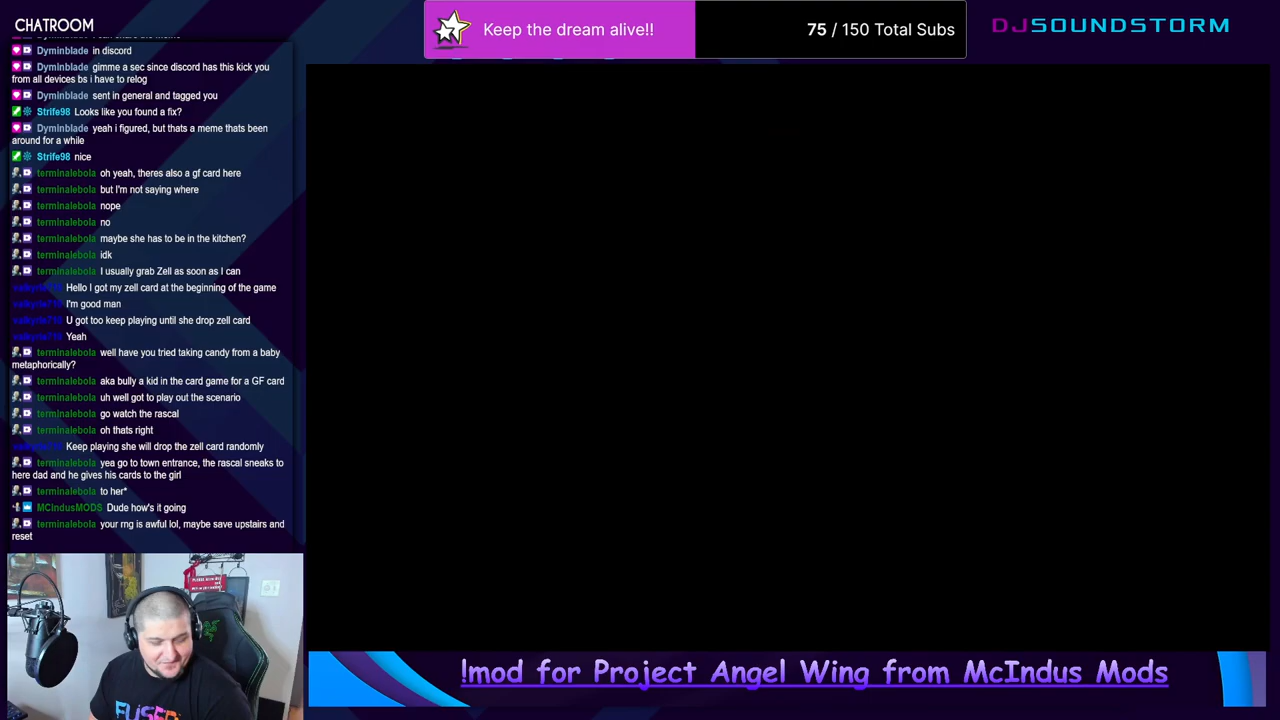 CHATROOM
Keep the dream alive!!
75 / 150 Total Subs
DJSOUNDSTORM
Dyminblade in discord
Dyminblade gimme a sec since discord has this kick you
from all devices bs i have to relog
Dyminblade sent in general and tagged you
Strife98 Looks like you found a fix?
Dyminblade yeah i figured, but thats a meme thats been
around for a while
Strife98 nice
terminalebola oh yeah, theres also a gf card here
terminalebola but I'm not saying where
terminalebola nope
terminalebola no
terminalebola maybe she has to be in the kitchen?
terminalebola idk
terminalebola I usually grab Zell as soon as I can
Hello I got my zell card at the beginning of the game
I'm good man
U got too keep playing until she drop zell card
Yeah
terminalebola well have you tried taking candy from a baby
metaphorically?
terminalebola aka bully a kid in the card game for a GF card
terminalebola uh well got to play out the scenario
terminalebola go watch the rascal
terminalebola oh thats right
Keep playing she will drop the zell card randomly
terminalebola yea go to town entrance, the rascal sneaks to
here dad and he gives his cards to the girl
terminalebola to her*
MCindusMODS Dude how's it going
terminalebola your rng is awful lol, maybe save upstairs and
reset
!mod for Project Angel Wing from McIndus Mods